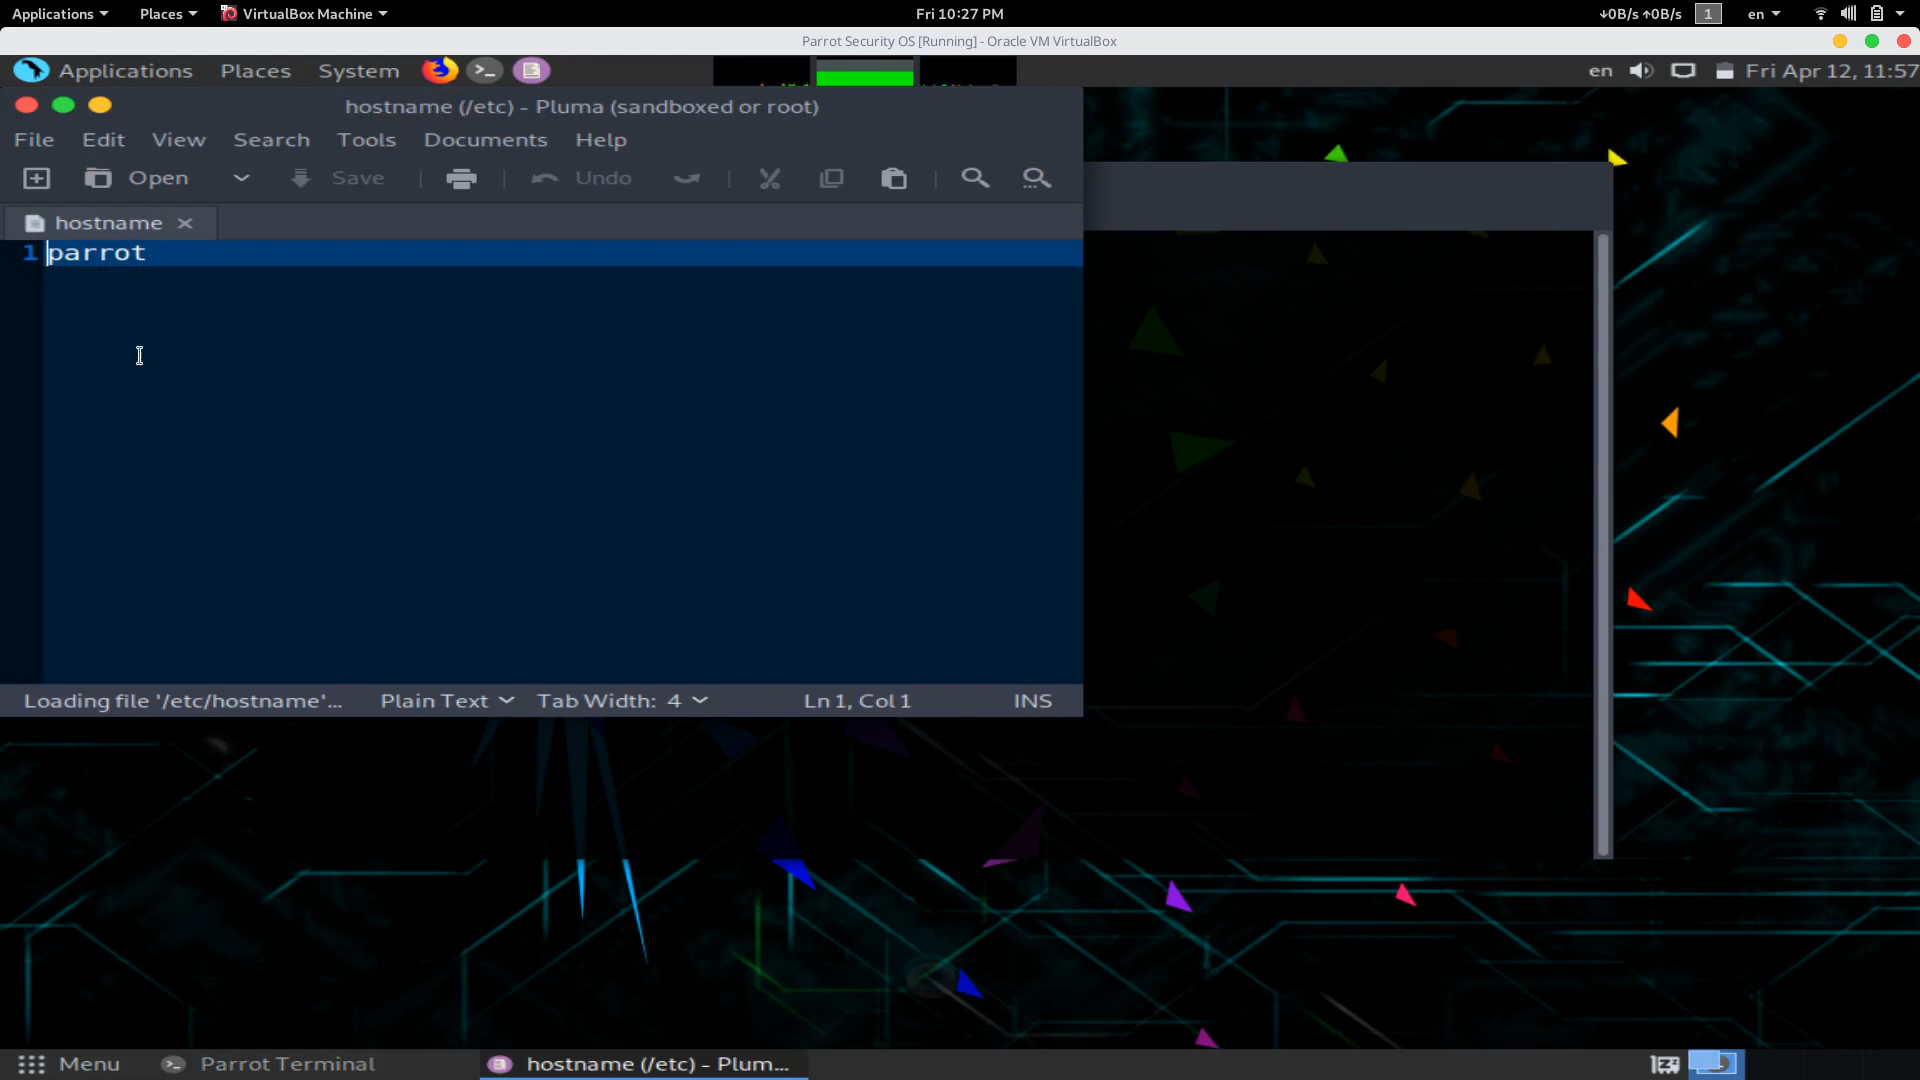 Applications Places VirtualBox Machine Fri 10:27 PM ↓0B/s ↑0B/s 1 en
Parrot Security OS [Running] - Oracle VM VirtualBox
Applications Places System en Fri Apr 12, 11:57
hostname (/etc) - Pluma (sandboxed or root)
File Edit View Search Tools Documents Help
Open Save Undo
hostname
1 parrot
Loading file '/etc/hostname'... Plain Text Tab Width: 4 Ln 1, Col 1 INS
Menu Parrot Terminal hostname (/etc) - Plum...